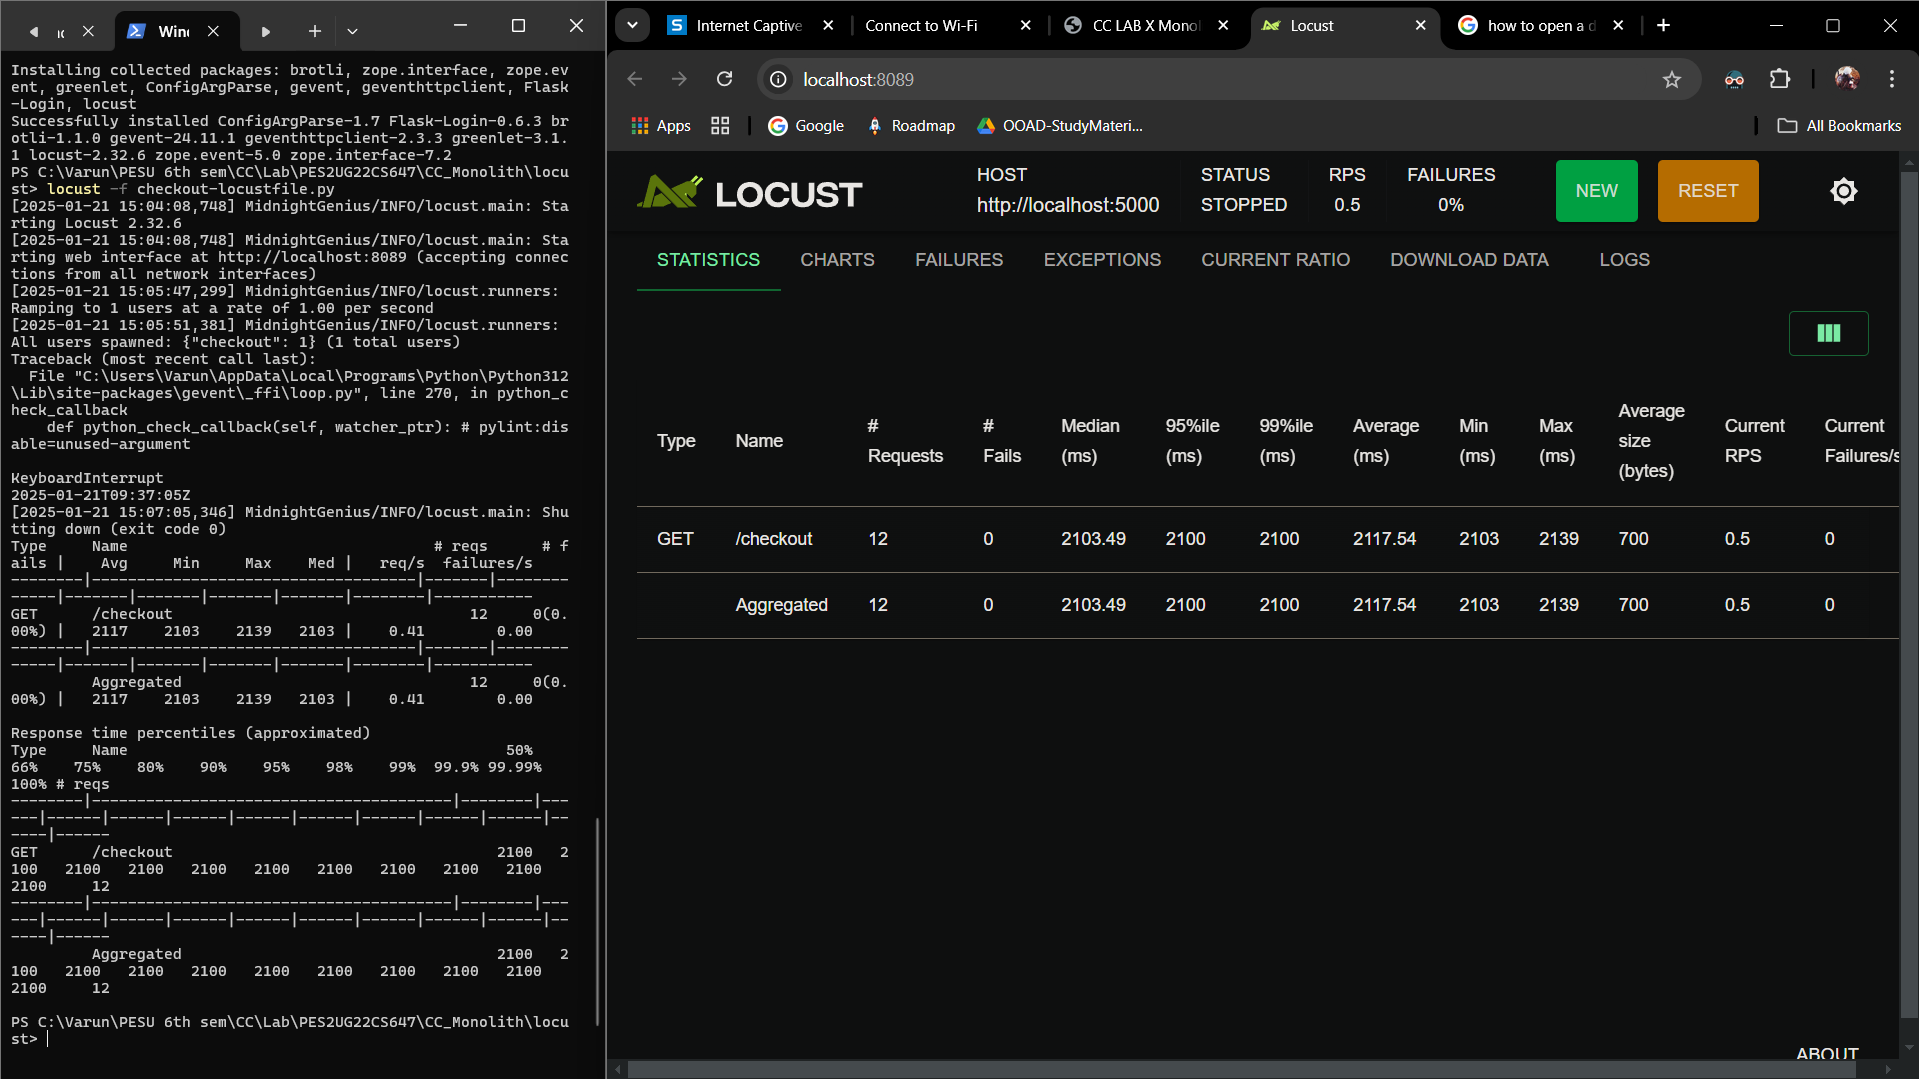 Wind
Installing collected packages: brotli, zope.interface, zope.ev
ent, greenlet, ConfigArgParse, gevent, geventhttpclient, Flask
-Login, locust
Successfully installed ConfigArgParse-1.7 Flask-Login-0.6.3 br
otli-1.1.0 gevent-24.11.1 geventhttpclient-2.3.3 greenlet-3.1.
1 locust-2.32.6 zope.event-5.0 zope.interface-7.2
PS C:\Varun\PESU 6th sem\CC\Lab\PES2UG22CS647\CC_Monolith\locu
st> locust -f checkout-locustfile.py
[2025-01-21 15:04:08,748] MidnightGenius/INFO/locust.main: Sta
rting Locust 2.32.6
[2025-01-21 15:04:08,748] MidnightGenius/INFO/locust.main: Sta
rting web interface at http://localhost:8089 (accepting connec
tions from all network interfaces)
[2025-01-21 15:05:47,299] MidnightGenius/INFO/locust.runners:
Ramping to 1 users at a rate of 1.00 per second
[2025-01-21 15:05:51,381] MidnightGenius/INFO/locust.runners:
All users spawned: {"checkout": 1} (1 total users)
Traceback (most recent call last):
  File "C:\Users\Varun\AppData\Local\Programs\Python\Python312
\Lib\site-packages\gevent\_ffi\loop.py", line 270, in python_c
heck_callback
    def python_check_callback(self, watcher_ptr): # pylint:dis
able=unused-argument
KeyboardInterrupt
2025-01-21T09:37:05Z
[2025-01-21 15:07:05,346] MidnightGenius/INFO/locust.main: Shu
tting down (exit code 0)
Type     Name                                  # reqs      # f
ails |    Avg     Min     Max    Med |   req/s  failures/s
--------|------------------------------------|-------|--------
-----|-------|-------|-------|-------|--------|-----------
GET      /checkout                                 12     0(0.
00%) |   2117    2103    2139   2103 |    0.41        0.00
--------|------------------------------------|-------|--------
-----|-------|-------|-------|-------|--------|-----------
         Aggregated                                12     0(0.
00%) |   2117    2103    2139   2103 |    0.41        0.00
Response time percentiles (approximated)
Type     Name                                          50%
66%    75%    80%    90%    95%    98%    99%  99.9% 99.99%
100% # reqs
--------|----------------------------------------|--------|---
---|------|------|------|------|------|------|------|------|--
----|------
GET      /checkout                                    2100   2
100   2100   2100   2100   2100   2100   2100   2100   2100
2100     12
--------|----------------------------------------|--------|---
---|------|------|------|------|------|------|------|------|--
----|------
         Aggregated                                   2100   2
100   2100   2100   2100   2100   2100   2100   2100   2100
2100     12
PS C:\Varun\PESU 6th sem\CC\Lab\PES2UG22CS647\CC_Monolith\locu
st>
S Internet Captive Connect to Wi-Fi CC LAB X Monol Locust how to open a d
localhost:8089
Apps Google Roadmap OOAD-StudyMateri... All Bookmarks
LOCUST
HOST STATUS RPS FAILURES
http://localhost:5000 STOPPED 0.5 0%
NEW RESET
STATISTICS CHARTS FAILURES EXCEPTIONS CURRENT RATIO DOWNLOAD DATA LOGS
Type Name # Requests # Fails Median (ms) 95%ile (ms) 99%ile (ms) Average (ms) Min (ms) Max (ms) Average size (bytes) Current RPS Current Failures/s
GET /checkout 12 0 2103.49 2100 2100 2117.54 2103 2139 700 0.5 0
Aggregated 12 0 2103.49 2100 2100 2117.54 2103 2139 700 0.5 0
ABOUT